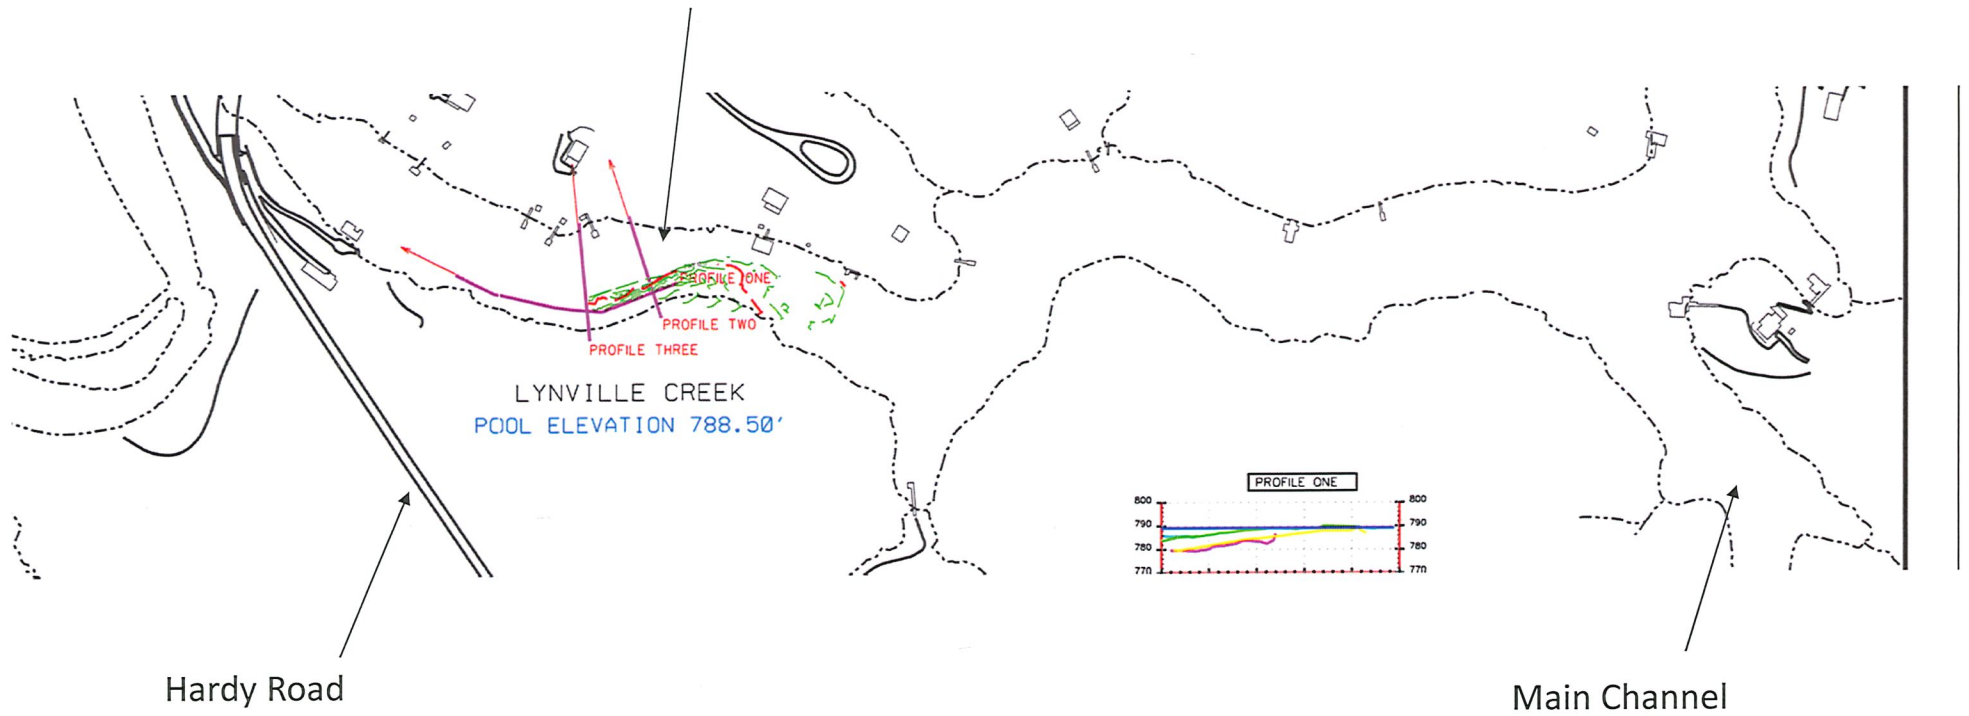 PROFILE ONE
PROFILE TWO
PROFILE THREE
LYNVILLE CREEK
POOL ELEVATION 788.50'
PROFILE ONE
800 800
790 790
780 780
770 770
Hardy Road
Main Channel